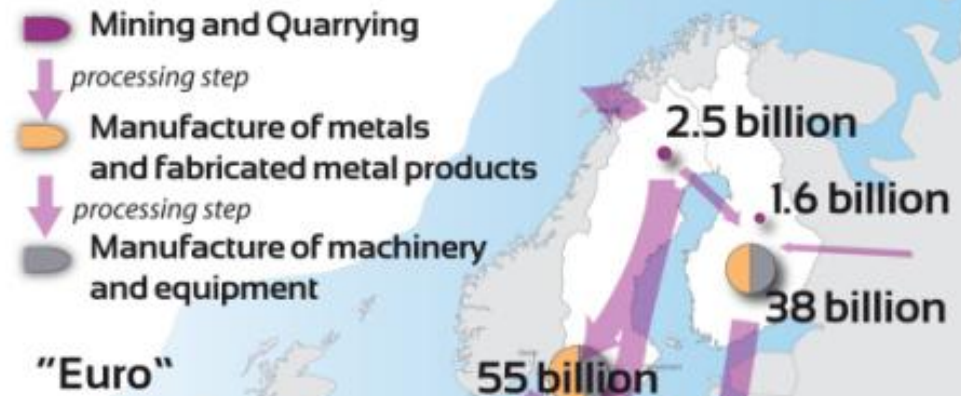 Mining and Quarrying
processing step
Manufacture of metals
and fabricated metal products
processing step
Manufacture of machinery
and equipment
"Euro"
2.5 billion
1.6 billion
38 billion
55 billion